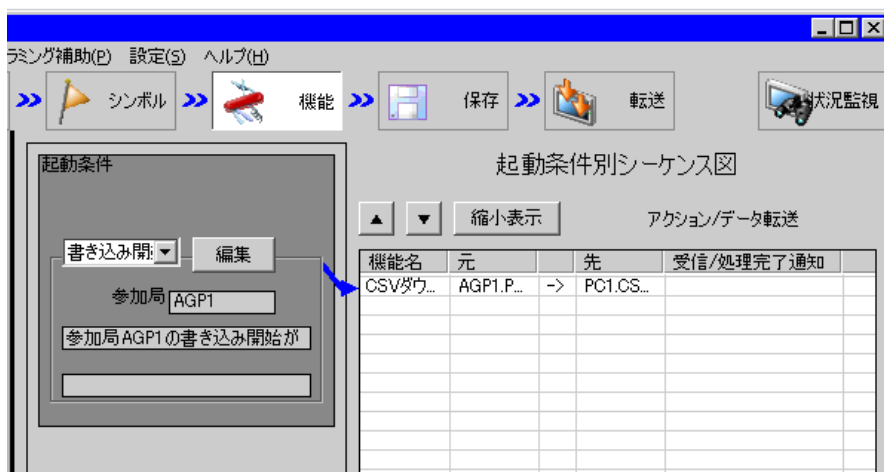 ラミング補助(P) 設定(S) ヘルプ(H)
シンボル 機能 保存 転送 状況監視
起動条件
起動条件別シーケンス図
▲ ▼ 縮小表示 アクション/データ転送
書き込み開 編集
機能名 元 先 受信/処理完了通知
CSVダウ... AGP1.P... -> PC1.CS...
参加局 AGP1
参加局AGP1の書き込み開始が